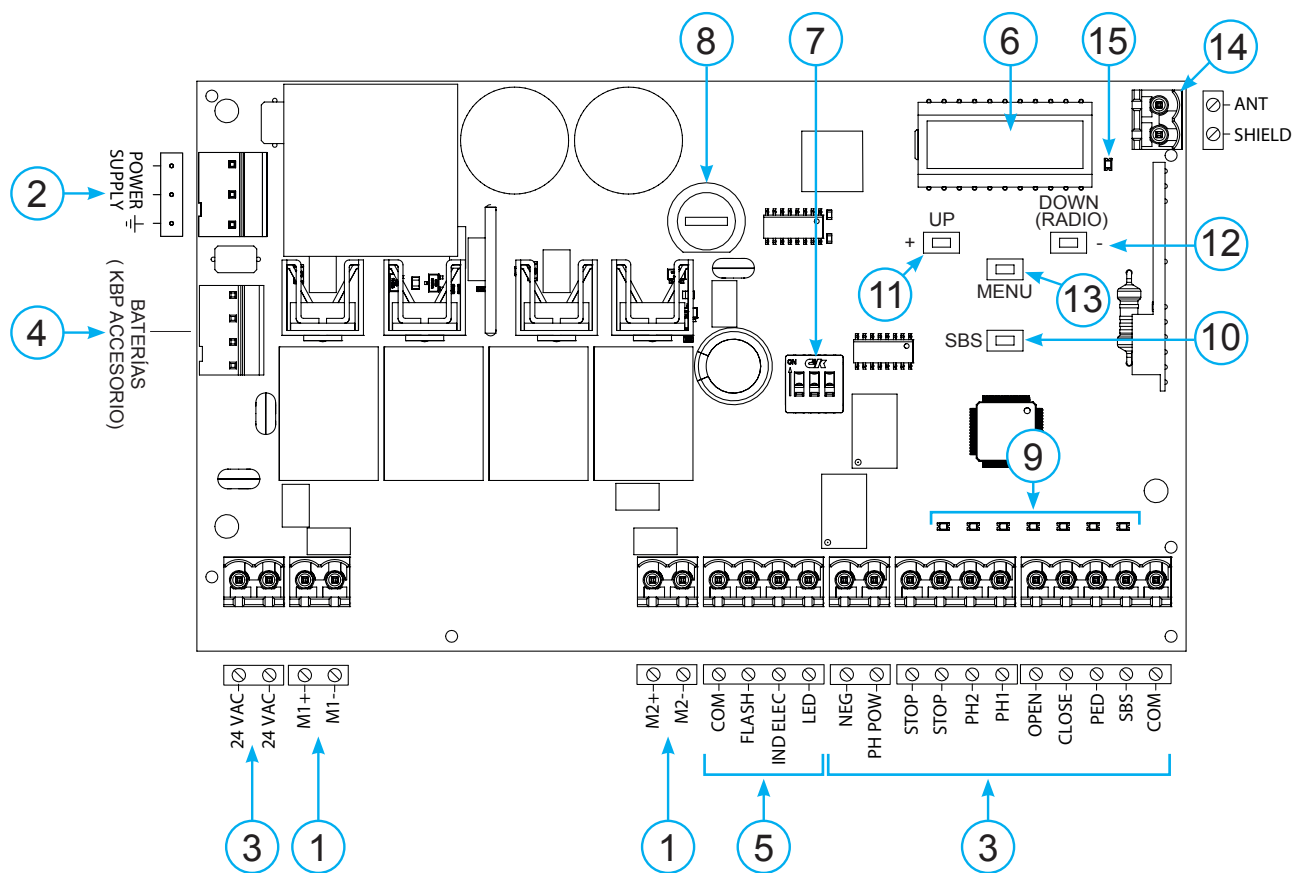 8
7
6
15
14
ANT
SHIELD
2
POWER
SUPPLY
UP
+
DOWN
(RADIO)
-
12
11
MENU
13
4
BATERÍAS
( KBP ACCESORIO)
SBS
10
ON
9
24 VAC
24 VAC
M1+
M1-
M2+
M2-
COM
FLASH
IND ELEC
LED
NEG
PH POW
STOP
STOP
PH2
PH1
OPEN
CLOSE
PED
SBS
COM
3
1
1
5
3